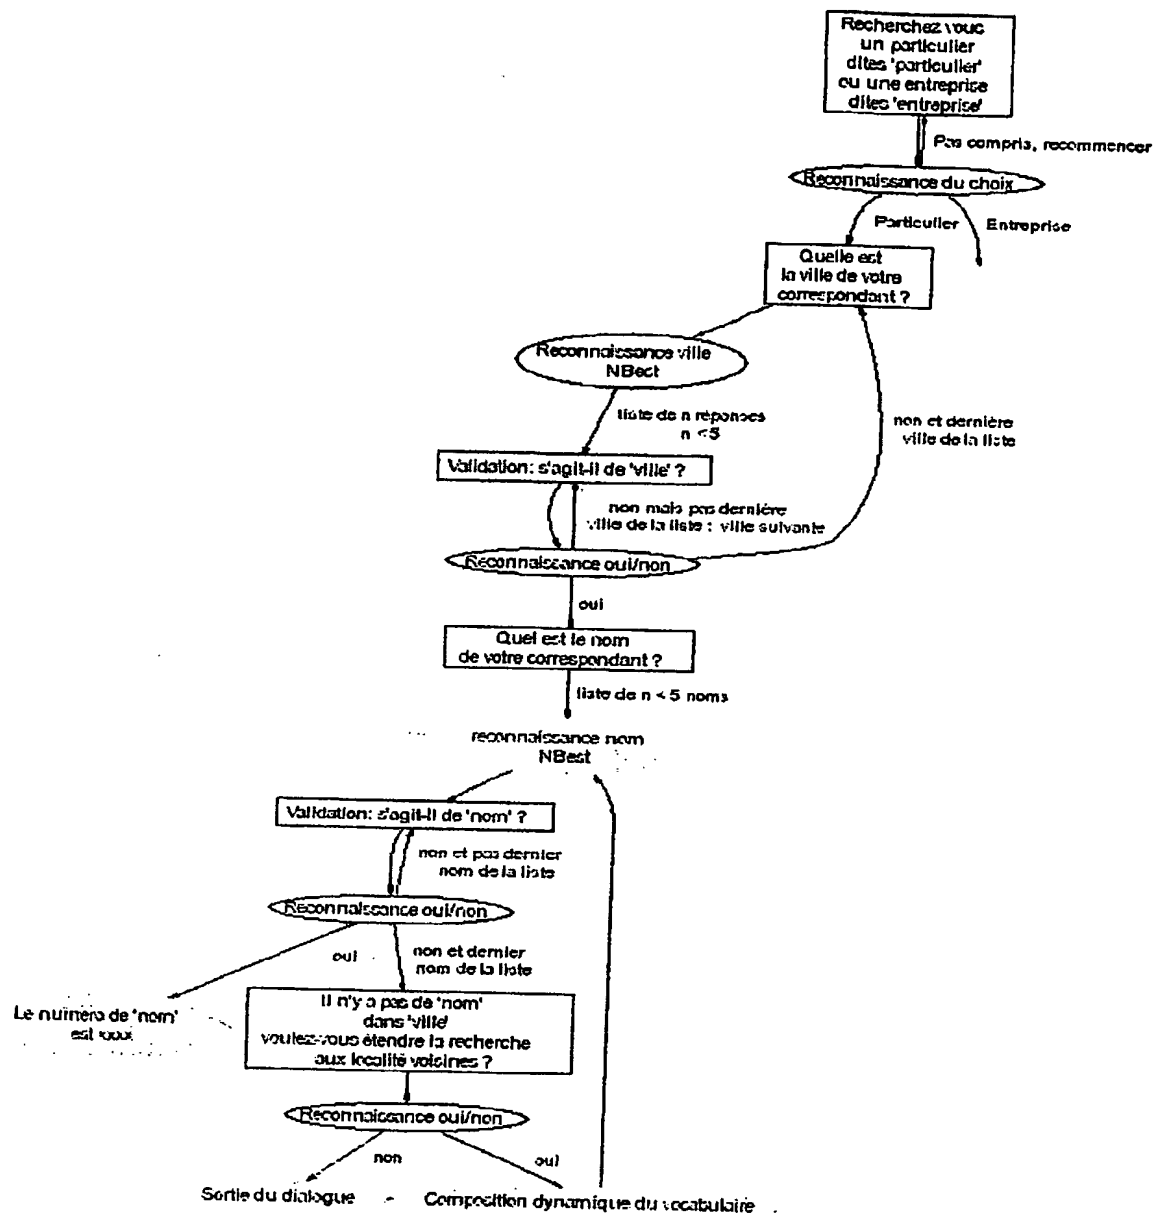 Recherchez vous
un particulier
dites 'particulier'
ou une entreprise
dites 'entreprise'
Pas compris, recommencer
Reconnaissance du choix
Particulier
Entreprise
Quelle est
la ville de votre
correspondant ?
Reconnaissance ville
NBest
liste de n réponses
n <5
non et dernière
ville de la liste
Validation: s'agit-il de 'ville' ?
non mais pas dernière
ville de la liste : ville suivante
Reconnaissance oui/non
oui
Quel est le nom
de votre correspondant ?
liste de n < 5 noms
reconnaissance nom
NBest
Validation: s'agit-il de 'nom' ?
non et pas dernier
nom de la liste
Reconnaissance oui/non
oui
non et dernier
nom de la liste
Le numéro de 'nom'
est xxxx
Il n'y a pas de 'nom'
dans 'ville'
voulez-vous étendre la recherche
aux localité voisines ?
Reconnaissance oui/non
non
oui
Sortie du dialogue
Composition dynamique du vocabulaire